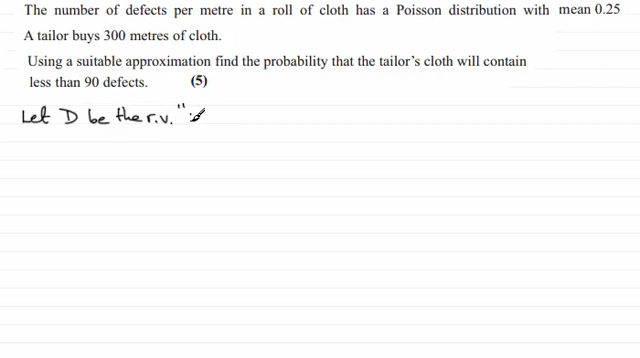 The number of defects per metre in a roll of cloth has a Poisson distribution with mean 0.25
A tailor buys 300 metres of cloth.
Using a suitable approximation find the probability that the tailor's cloth will contain
less than 90 defects. (5)
Let D be the r.v. "